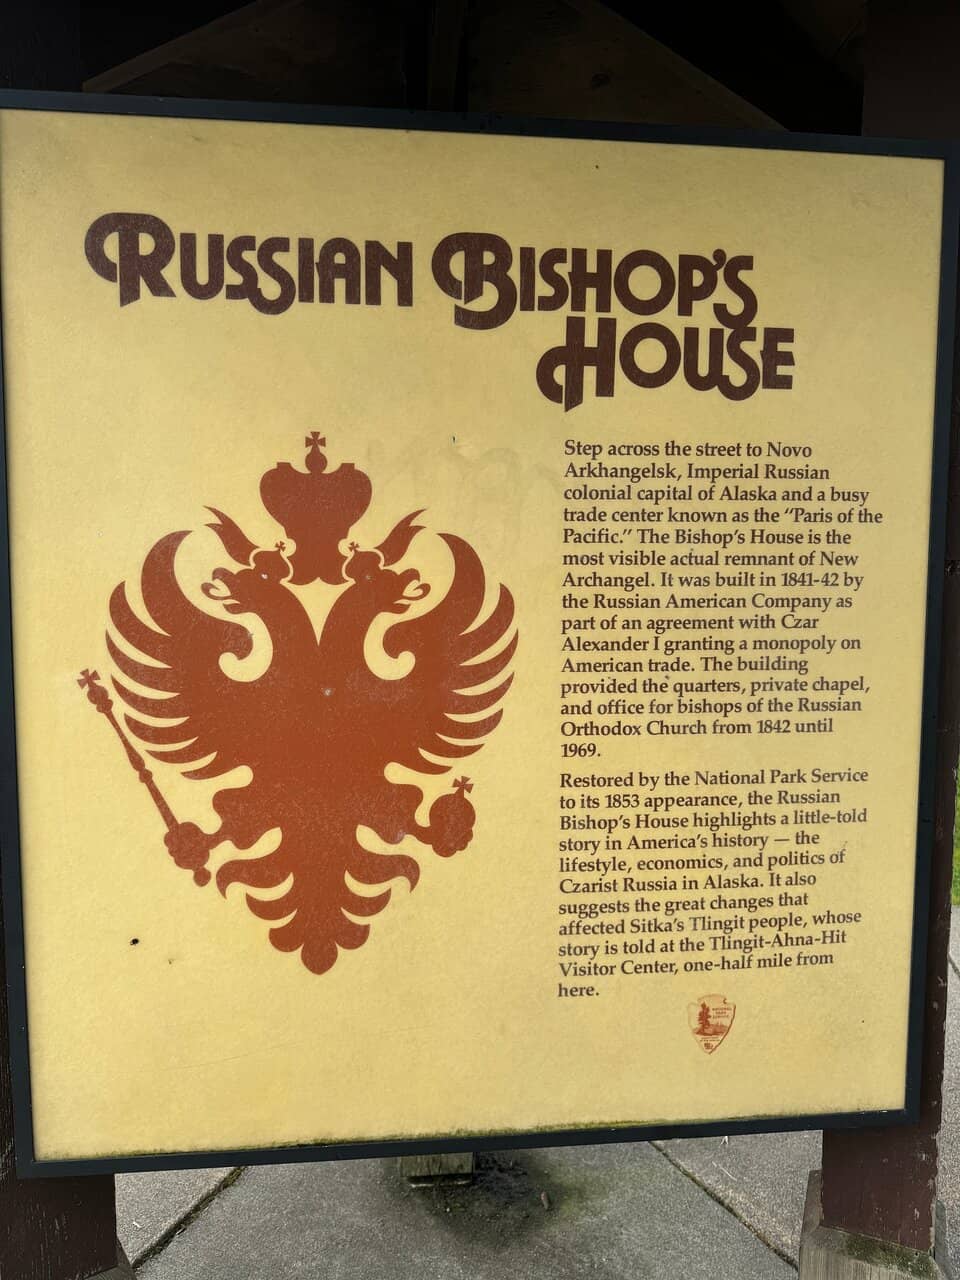 RUSSIAN BISHOP'S
HOUSE
Step across the street to Novo
Arkhangelsk, Imperial Russian
colonial capital of Alaska and a busy
trade center known as the “Paris of the
Pacific.” The Bishop's House is the
most visible actual remnant of New
Archangel. It was built in 1841-42 by
the Russian American Company as
part of an agreement with Czar
Alexander I granting a monopoly on
American trade. The building
provided the quarters, private chapel,
and office for bishops of the Russian
Orthodox Church from 1842 until
1969.
Restored by the National Park Service
to its 1853 appearance, the Russian
Bishop's House highlights a little-told
story in America's history — the
lifestyle, economics, and politics of
Czarist Russia in Alaska. It also
suggests the great changes that
affected Sitka's Tlingit people, whose
story is told at the Tlingit-Ahna-Hit
Visitor Center, one-half mile from
here.
NATIONAL
PARK
SERVICE